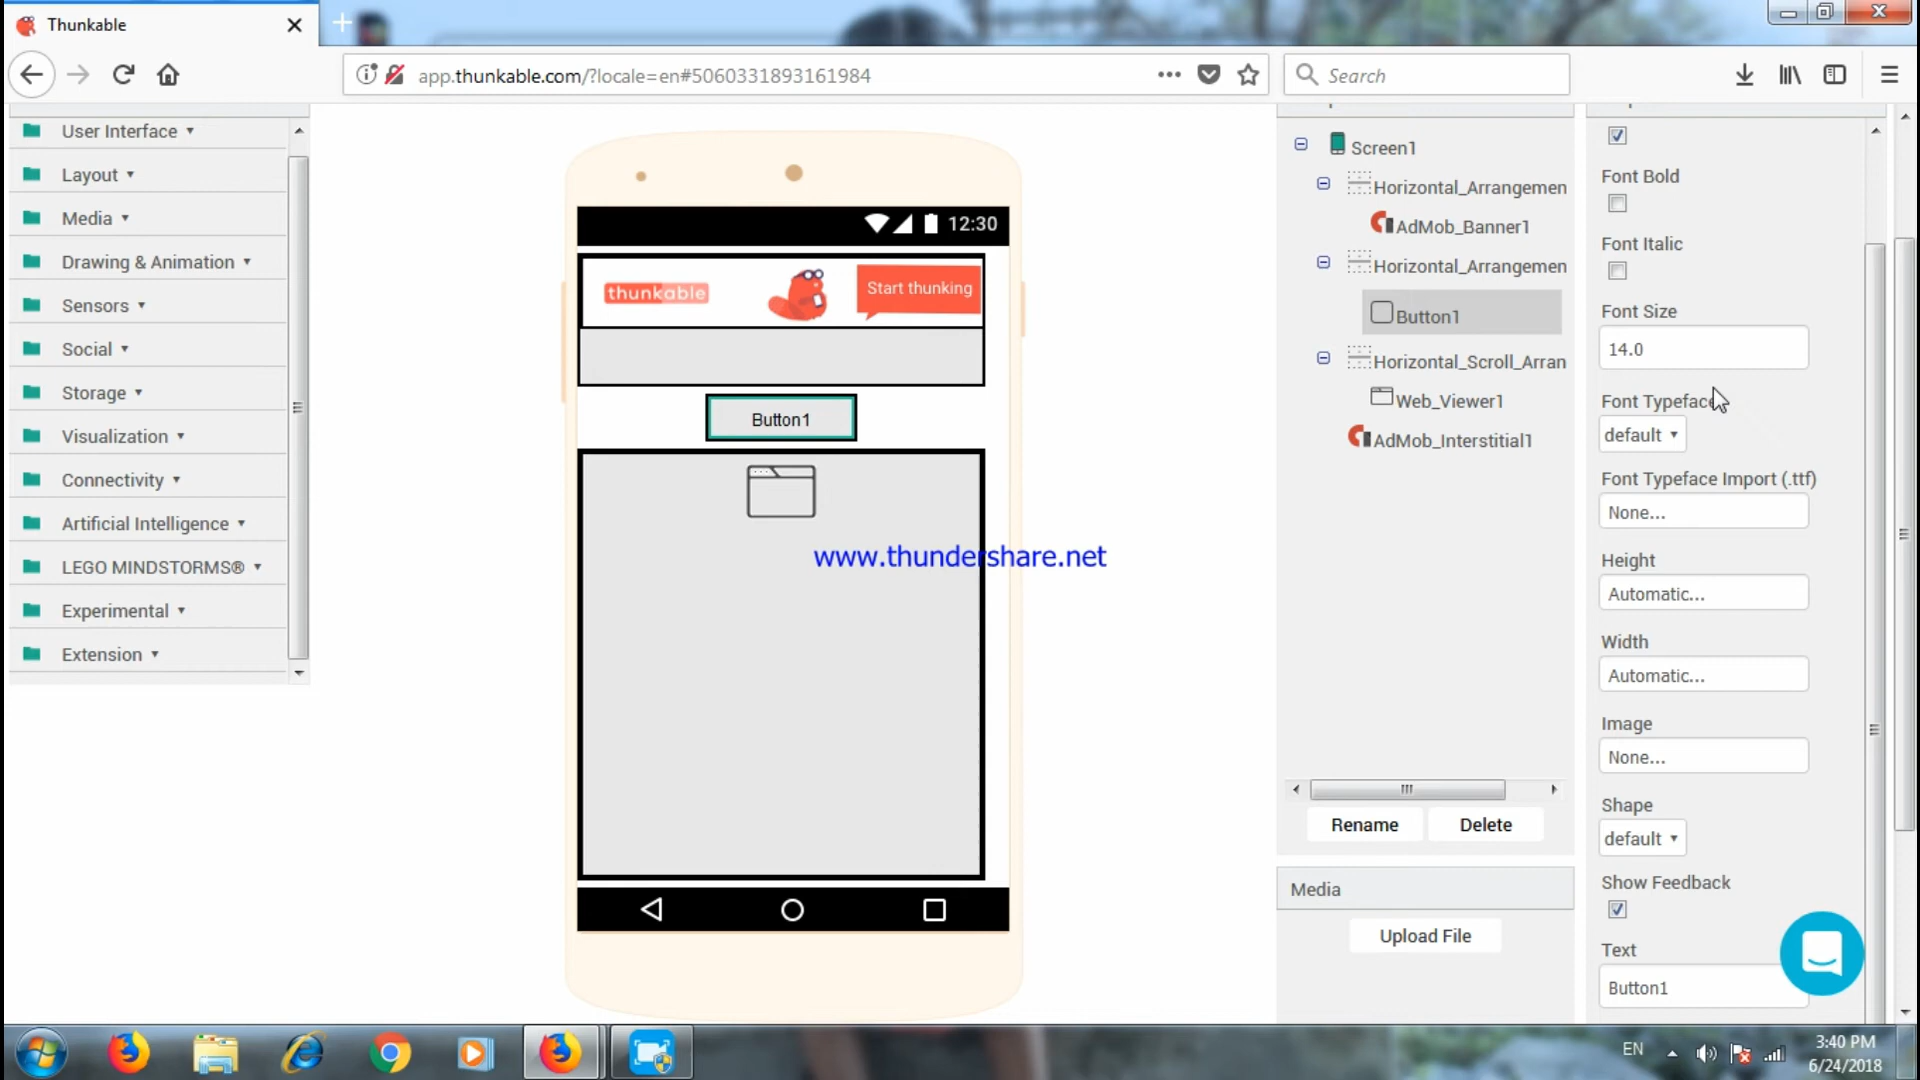 Thunkable
app.thunkable.com/?locale=en#5060331893161984
Search
User Interface
Layout
Media
Drawing & Animation
Sensors
Social
Storage
Visualization
Connectivity
Artificial Intelligence
LEGO MINDSTORMS®
Experimental
Extension
12:30
thunkable
Start thunking
Button1
www.thundershare.net
Screen1
Horizontal_Arrangemen
AdMob_Banner1
Horizontal_Arrangemen
Button1
Horizontal_Scroll_Arran
Web_Viewer1
AdMob_Interstitial1
Rename
Delete
Media
Upload File
Font Bold
Font Italic
Font Size
14.0
Font Typeface
default
Font Typeface Import (.ttf)
None...
Height
Automatic...
Width
Automatic...
Image
None...
Shape
default
Show Feedback
Text
Button1
EN
3:40 PM
6/24/2018